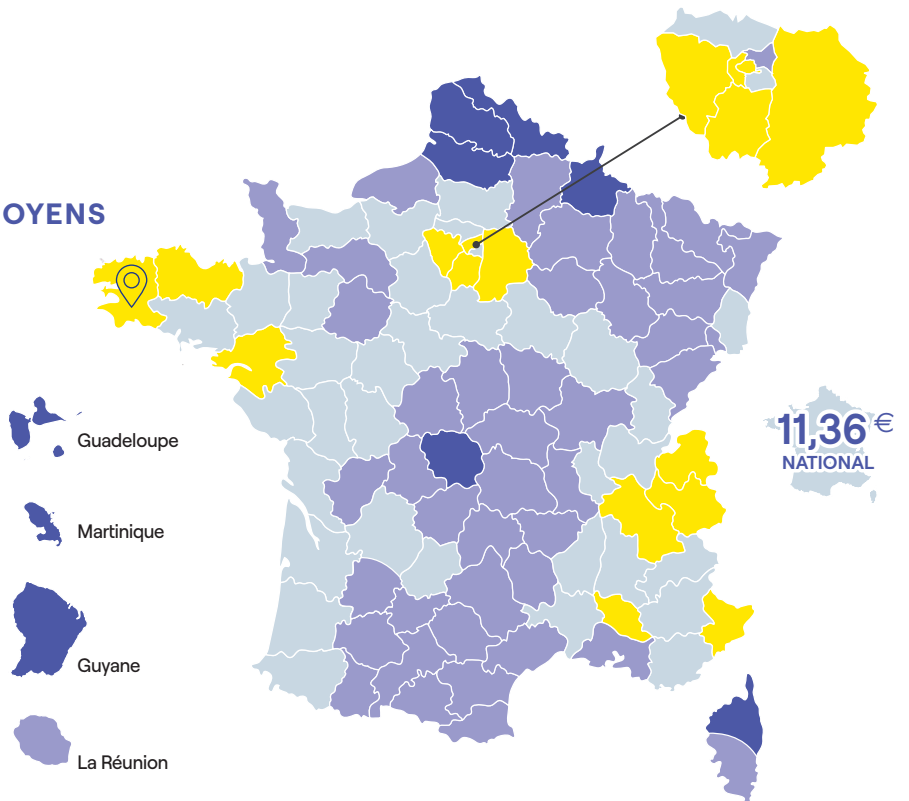 OYENS
Guadeloupe
11,36 €
NATIONAL
Martinique
Guyane
La Réunion